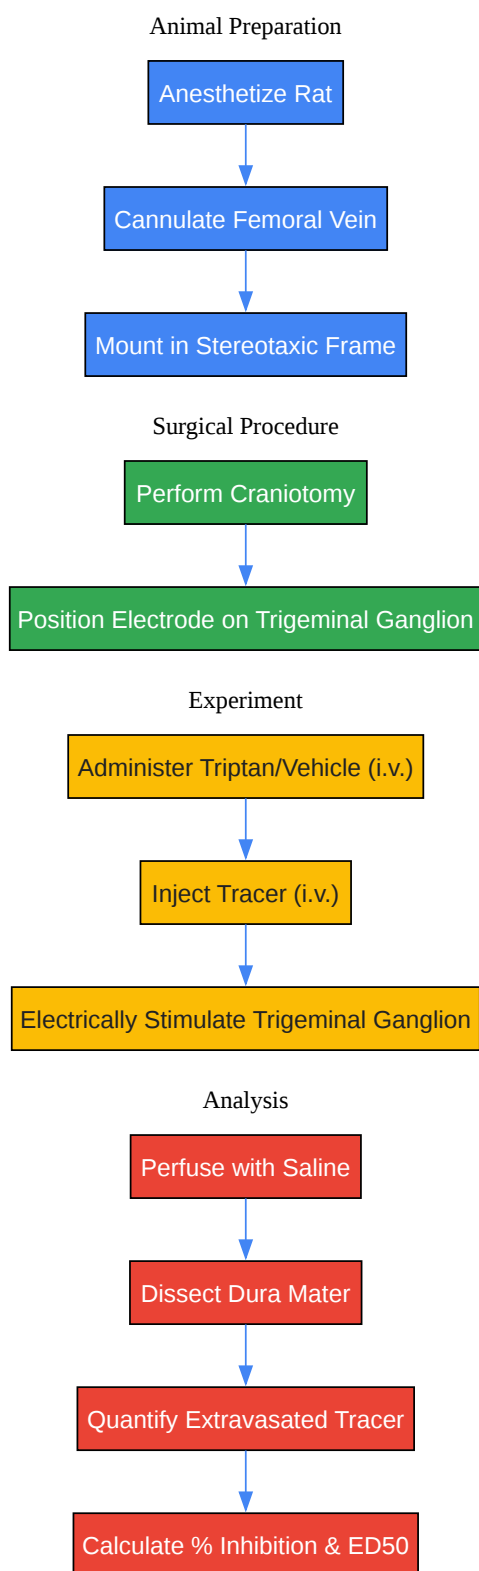 Animal Preparation
Anesthetize Rat
Cannulate Femoral Vein
Mount in Stereotaxic Frame
Surgical Procedure
Perform Craniotomy
Position Electrode on Trigeminal Ganglion
Experiment
Administer Triptan/Vehicle (i.v.)
Inject Tracer (i.v.)
Electrically Stimulate Trigeminal Ganglion
Analysis
Perfuse with Saline
Dissect Dura Mater
Quantify Extravasated Tracer
Calculate % Inhibition & ED50